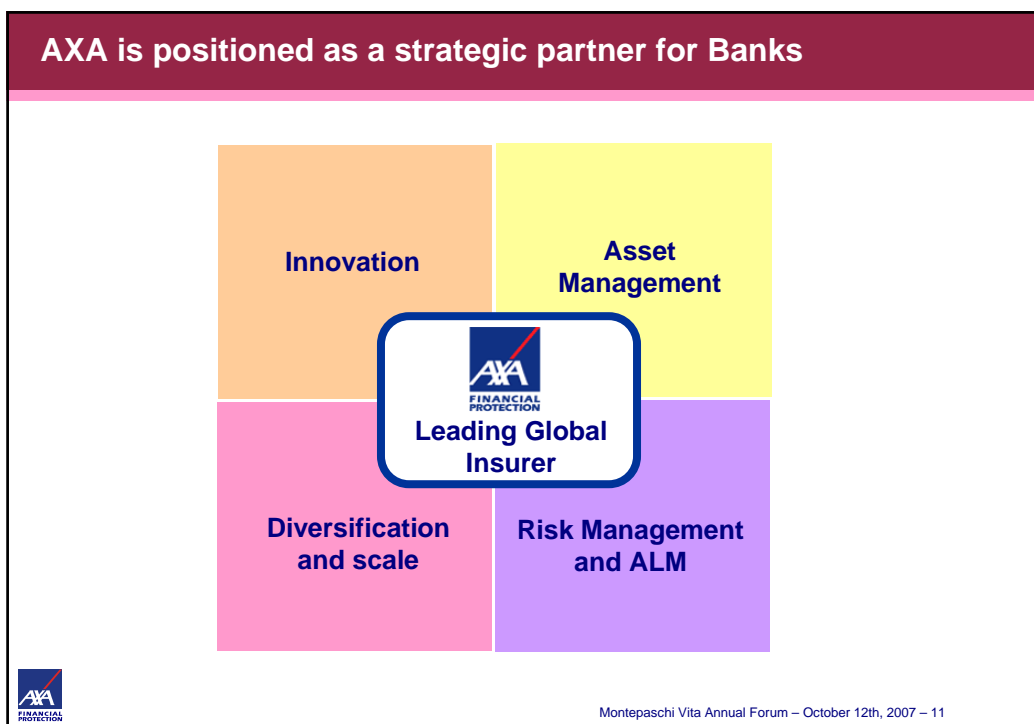 AXA is positioned as a strategic partner for Banks
Innovation
Asset
Management
AXA
FINANCIAL
PROTECTION
Leading Global
Insurer
Diversification
and scale
Risk Management
and ALM
AXA
FINANCIAL
PROTECTION
Montepaschi Vita Annual Forum – October 12th, 2007 – 11